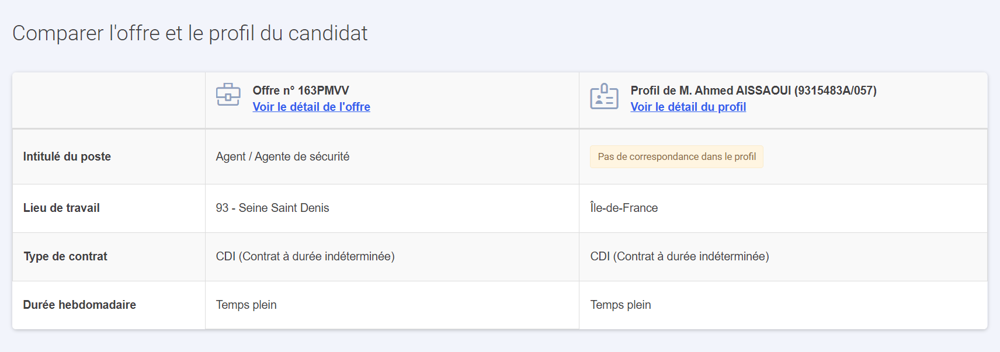 Comparer l'offre et le profil du candidat
Offre n° 163PMVV
Voir le détail de l'offre
Profil de M. Ahmed AISSAOUI (9315483A/057)
Voir le détail du profil
Intitulé du poste
Agent / Agente de sécurité
Pas de correspondance dans le profil
Lieu de travail
93 - Seine Saint Denis
Île-de-France
Type de contrat
CDI (Contrat à durée indéterminée)
CDI (Contrat à durée indéterminée)
Durée hebdomadaire
Temps plein
Temps plein